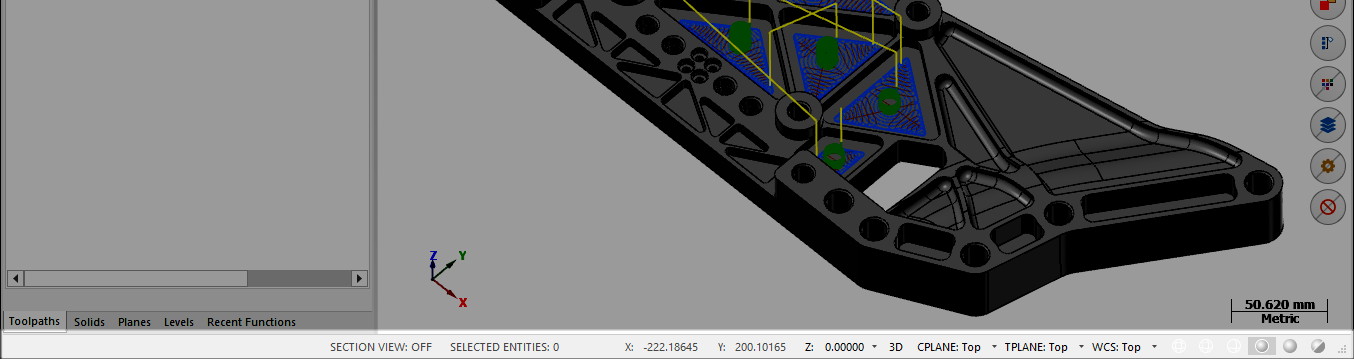 Z
Y
X
50.620 mm
Metric
Toolpaths Solids Planes Levels Recent Functions
SECTION VIEW: OFF SELECTED ENTITIES: 0 X: -222.18645 Y: 200.10165 Z: 0.00000 3D CPLANE: Top TPLANE: Top WCS: Top